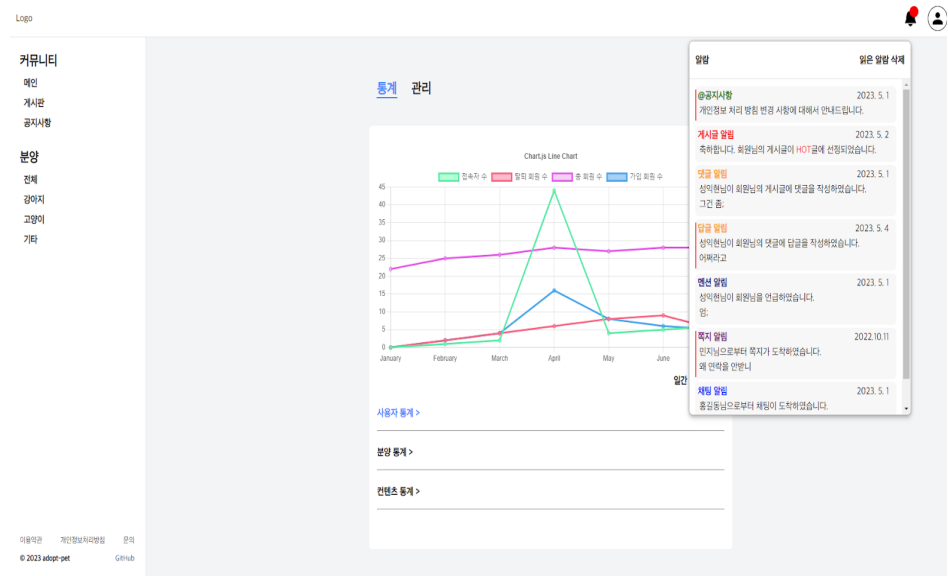 Logo
커뮤니티
메인
게시판
공지사항
분양
전체
강아지
고양이
기타
이용약관 개인정보처리방침 문의
© 2023 adopt-pet GitHub
통계 관리
Chart.js Line Chart
접속자 수 탈퇴 회원 수 총 회원 수 가입 회원 수
45
40
35
30
25
20
15
10
5
0
January February March April May June
일간
사용자 통계 >
분양 통계 >
컨텐츠 통계 >
알람 읽은 알람 삭제
@공지사항 2023. 5. 1
개인정보 처리 방침 변경 사항에 대해서 안내드립니다.
게시글 알림 2023. 5. 2
축하합니다. 회원님의 게시글이 HOT글에 선정되었습니다.
댓글 알림 2023. 5. 1
성익현님이 회원님의 게시글에 댓글을 작성하였습니다.
그건 좀;
답글 알림 2023. 5. 4
성익현님이 회원님의 댓글에 답글을 작성하였습니다.
어쩌라고
멘션 알림 2023. 5. 1
성익현님이 회원님을 언급하였습니다.
엄;
쪽지 알림 2022.10.11
민지님으로부터 쪽지가 도착하였습니다.
왜 연락을 안받니
채팅 알림 2023. 5. 1
홍길동님으로부터 채팅이 도착하였습니다.